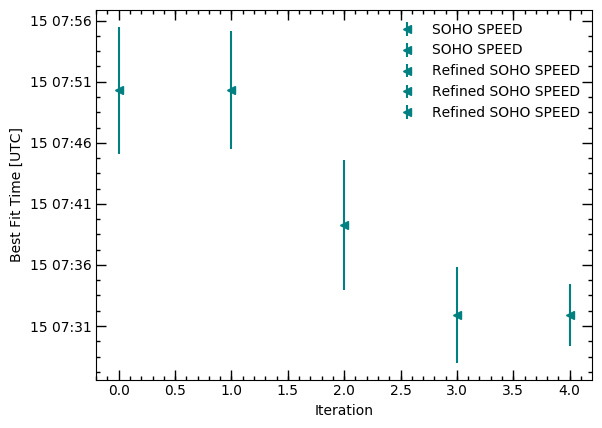 15 07:56
15 07:51
15 07:46
15 07:41
15 07:36
15 07:31
Best Fit Time [UTC]
SOHO SPEED
SOHO SPEED
Refined SOHO SPEED
Refined SOHO SPEED
Refined SOHO SPEED
0.0 0.5 1.0 1.5 2.0 2.5 3.0 3.5 4.0
Iteration